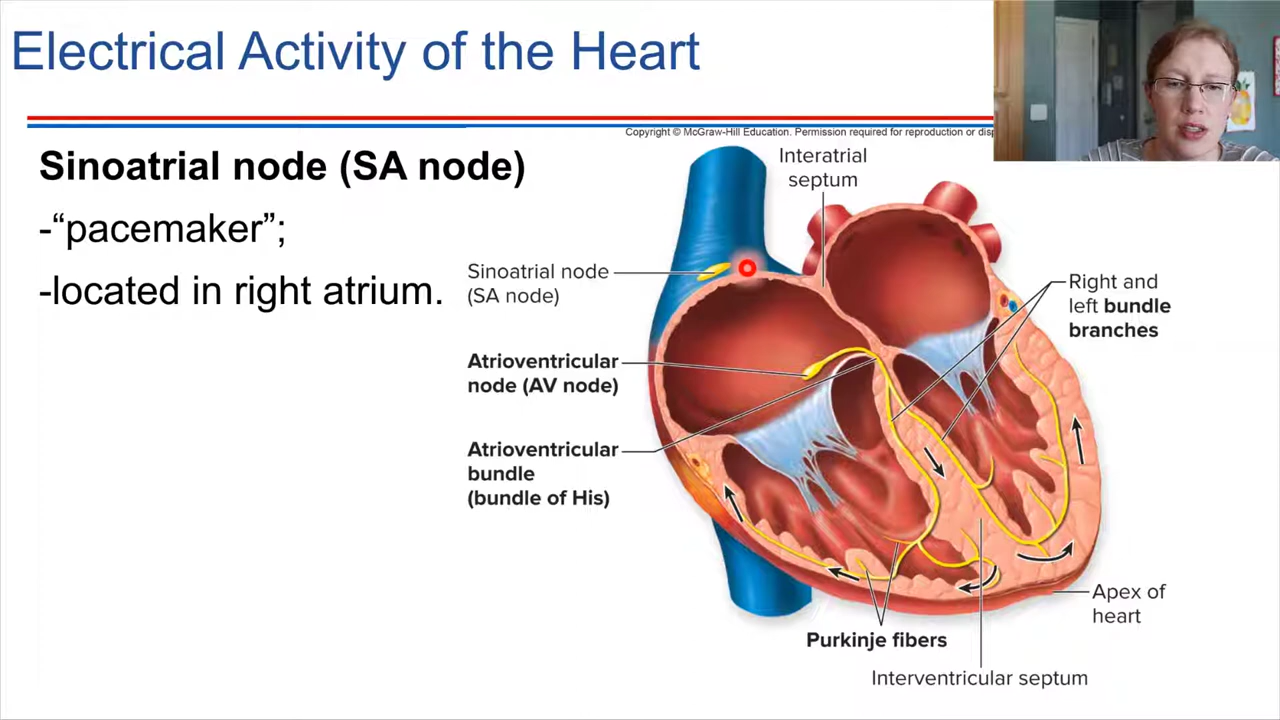 Electrical Activity of the Heart
Copyright © McGraw-Hill Education. Permission required for reproduction or
Sinoatrial node (SA node)
-“pacemaker”;
-located in right atrium.
Interatrial
septum
Sinoatrial node
(SA node)
Right and
left bundle
branches
Atrioventricular
node (AV node)
Atrioventricular
bundle
(bundle of His)
Apex of
heart
Purkinje fibers
Interventricular septum